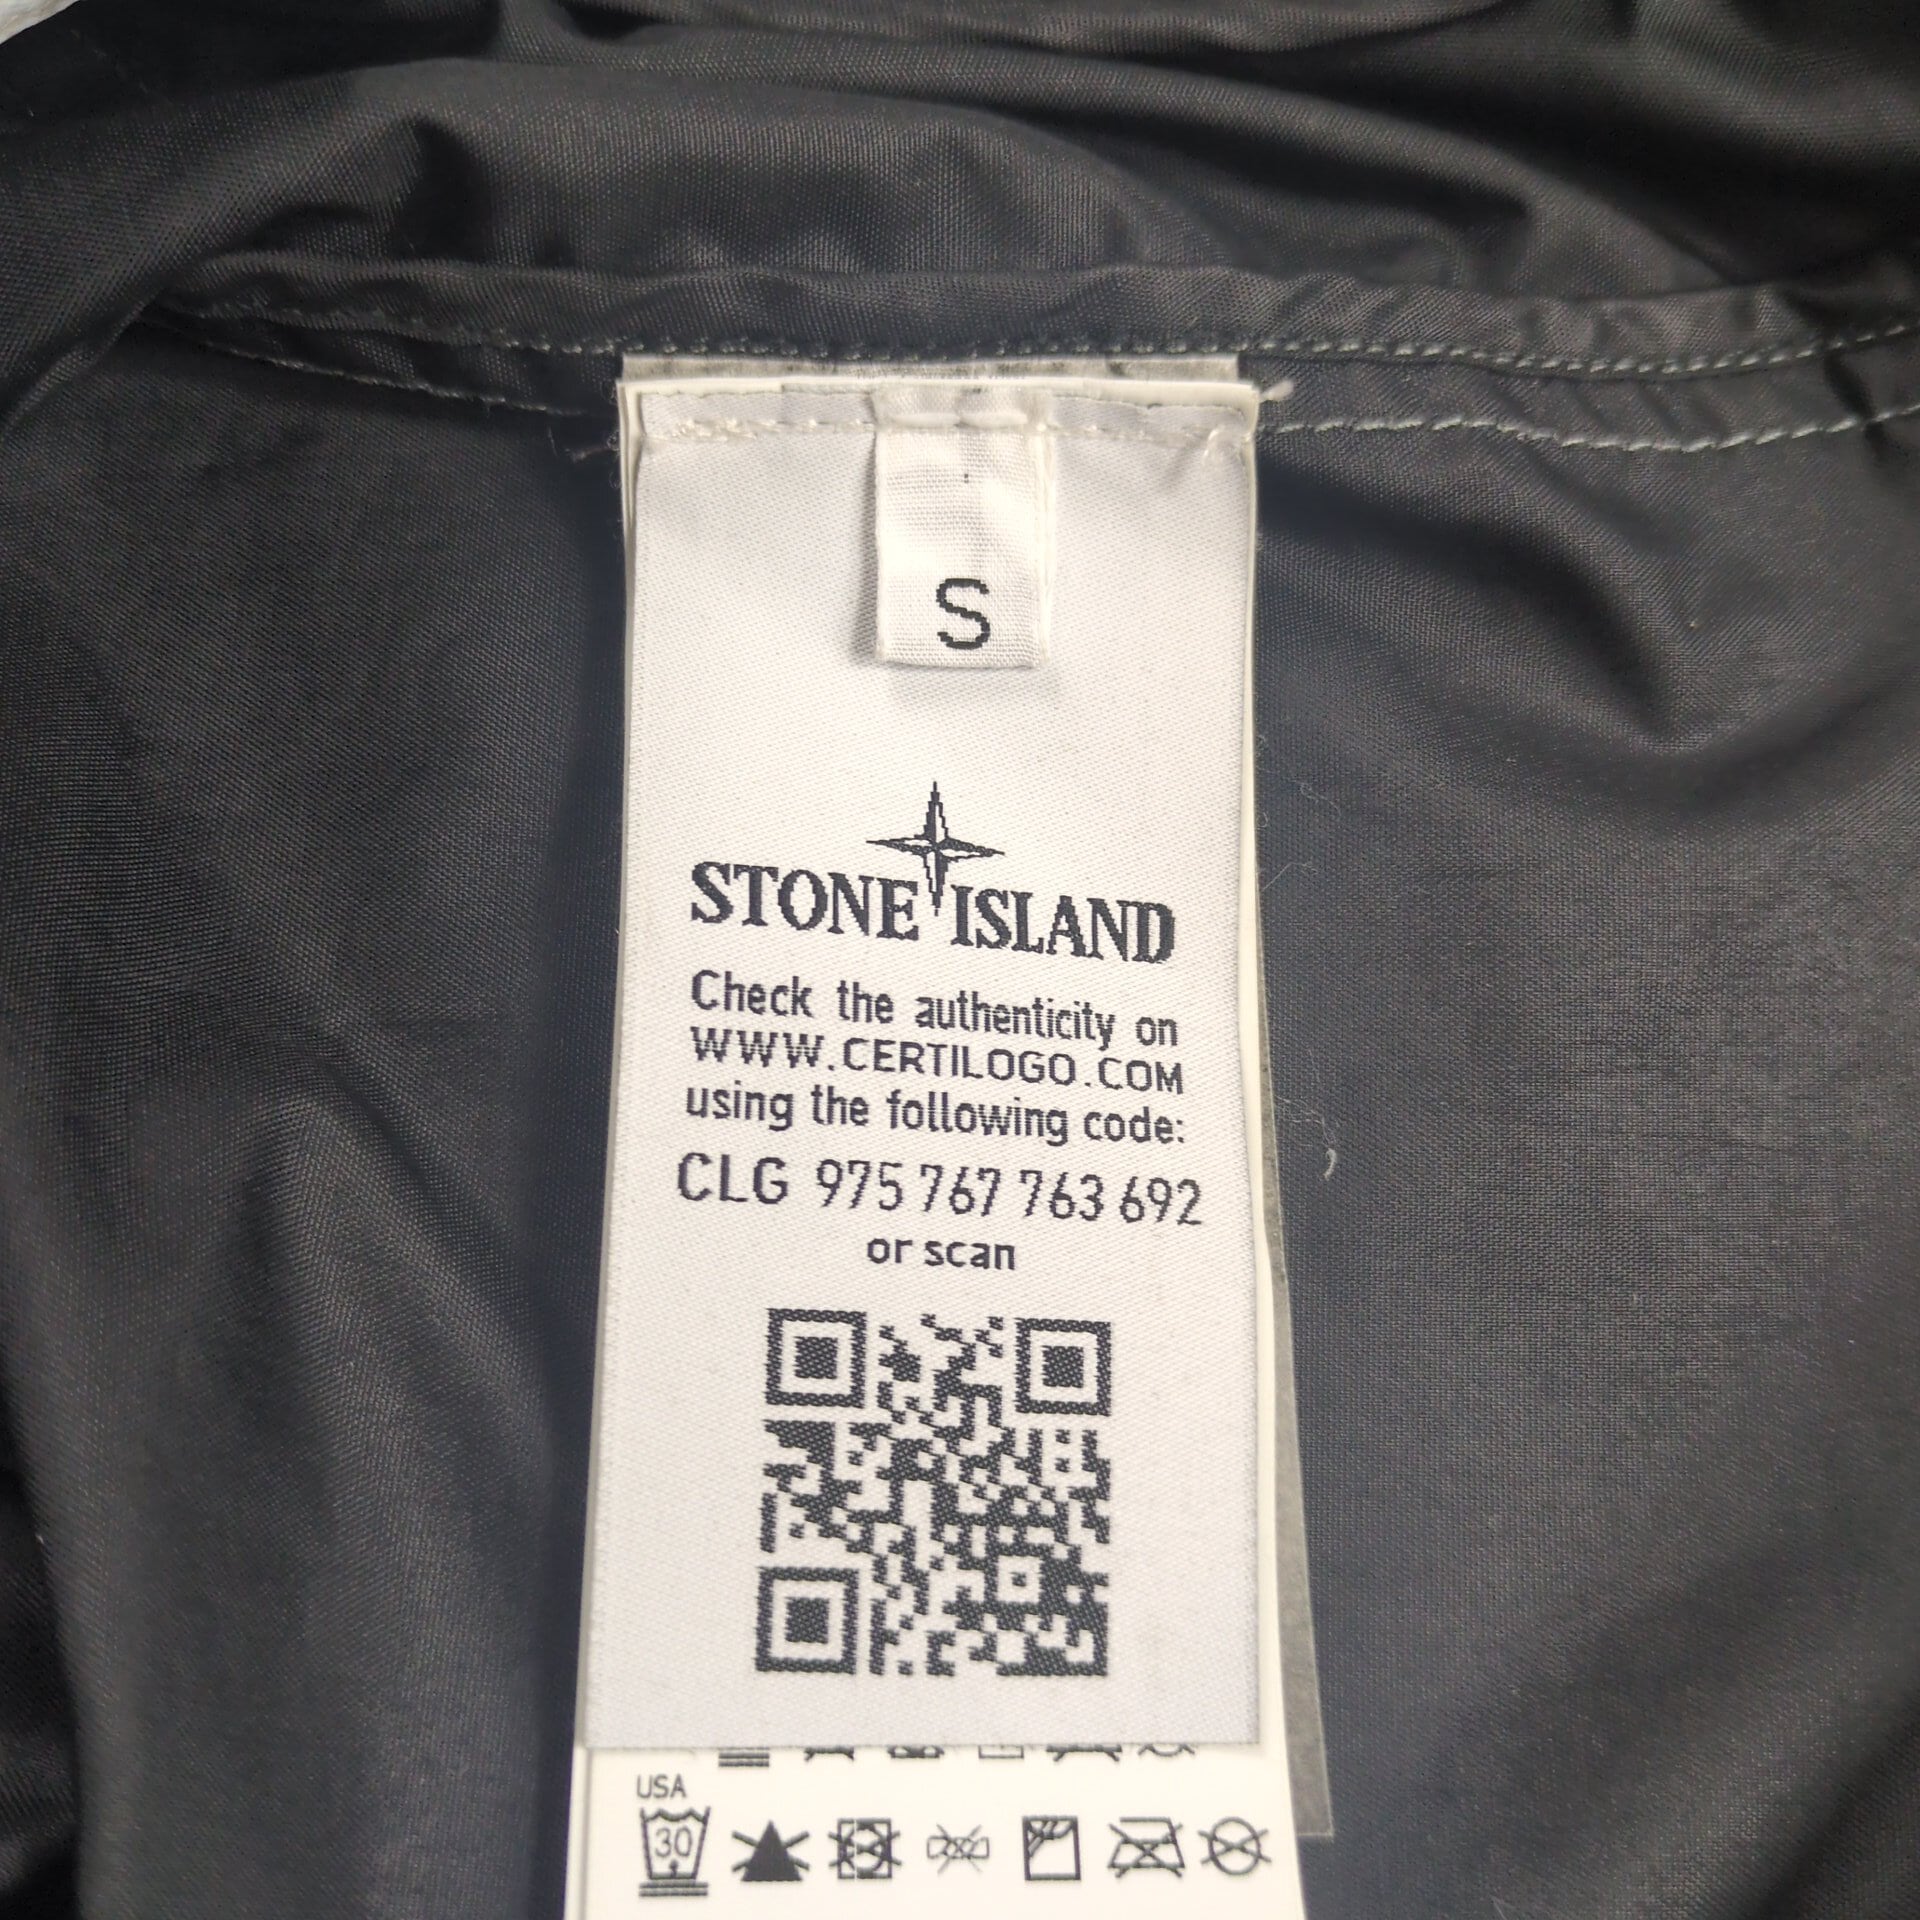 S
STONE ISLAND
Check the authenticity on
WWW.CERTILOGO.COM
using the following code:
CLG 975 767 763 692
or scan
USA
30